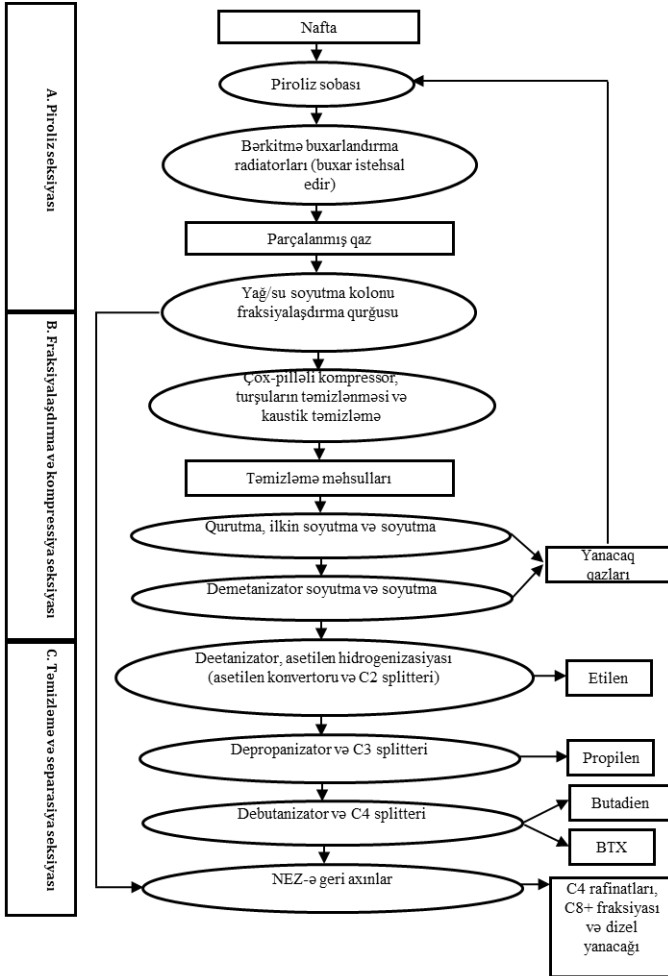 Nafta
Piroliz sobası
Bərkitmə buxarlandırma
radiatorları (buxar istehsal
edir)
Parçalanmış qaz
Yağ/su soyutma kolonu
fraksiyalaşdırma qurğusu
Çox-pilləli kompressor,
turşuların təmizlənməsi və
kaustik təmizləmə
Təmizləmə məhsulları
Qurutma, ilkin soyutma və soyutma
Yanacaq
qazları
Demetanizator soyutma və soyutma
Deetanizator, asetilen hidrogenizasiyası
(asetilen konvertoru və C2 splitteri)
Etilen
Depropanizator və C3 splitteri
Propilen
Debutanizator və C4 splitteri
Butadien
BTX
NEZ-ə geri axınlar
C4 rafinatları,
C8+ fraksiyası
və dizel
yanacağı
A. Piroliz seksiyası
B. Fraksiyalaşdırma və kompressiya seksiyası
C. Təmizləmə və separasiya seksiyası